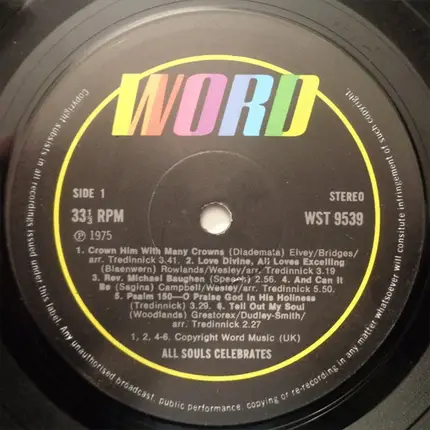 WORD
SIDE 1
STEREO
33⅓ RPM
WST 9539
Ⓟ 1975
1. Crown Him With Many Crowns (Diademata) Elvey/Bridges/
arr. Tredinnick 3.41. 2. Love Divine, All Loves Excelling
(Blaenwern) Rowlands/Wesley/arr. Tredinnick 3.19
3. Rev. Michael Baughen (Speech) 2.56. 4. And Can It
Be (Sagina) Campbell/Wesley/arr. Tredinnick 5.50.
5. Psalm 150—O Praise God in His Holiness
(Tredinnick) 3.29. 6. Tell Out My Soul
(Woodlands) Greatorex/Dudley-Smith/
arr. Tredinnick 2.27
1, 2, 4-6, Copyright Word Music (UK)
ALL SOULS CELEBRATES
Copyright subsists in all recordings issued under this label. Any unauthorised broadcast, public performance, copying or re-recording in any matter whatsoever will constitute infringement of such copyright.